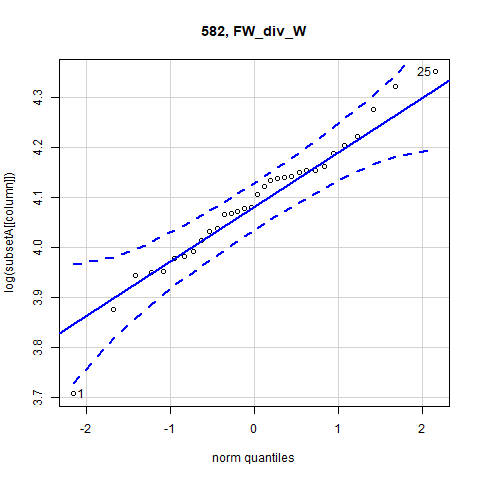 582, FW_div_W
log(subsetA[[column]])
4.3
4.2
4.1
4.0
3.9
3.8
3.7
25
1
-2 -1 0 1 2
norm quantiles